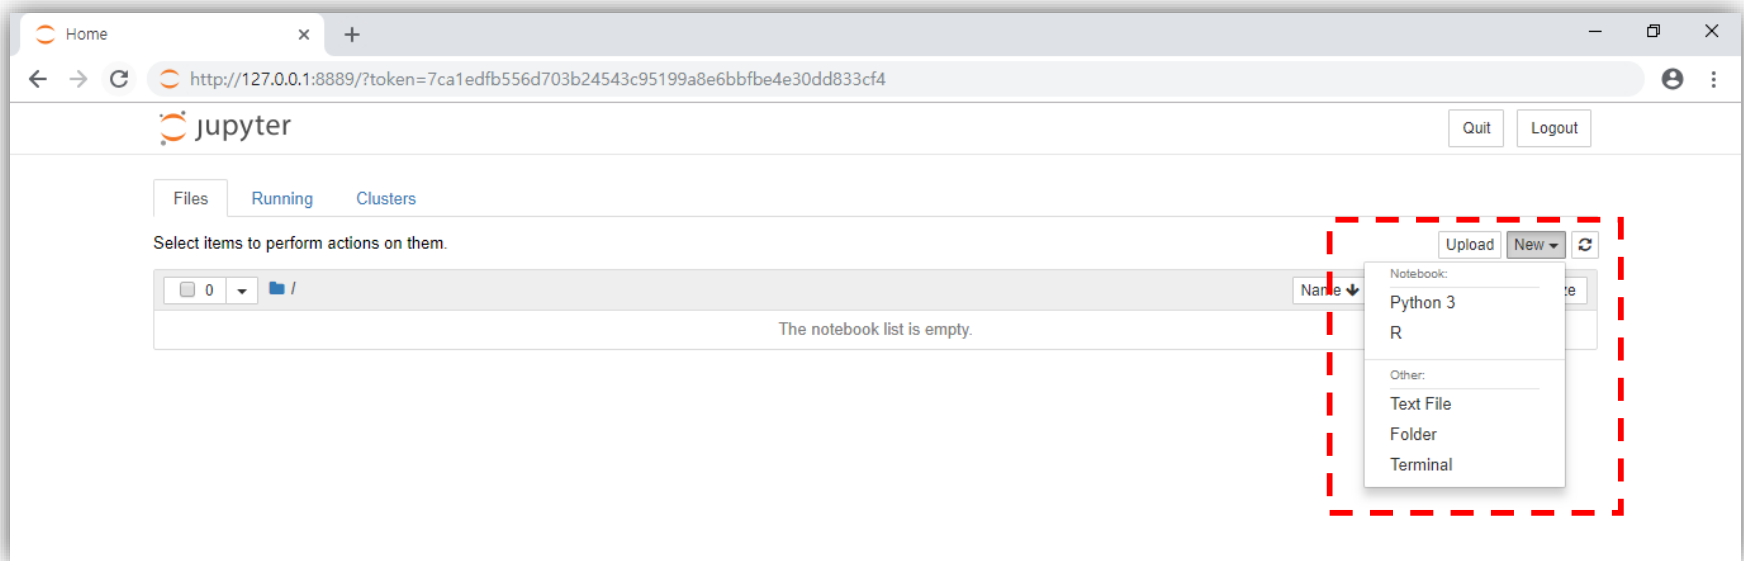 Home
http://127.0.0.1:8889/?token=7ca1edfb556d703b24543c95199a8e6bbfbe4e30dd833cf4
jupyter
Quit Logout
Files Running Clusters
Select items to perform actions on them.
Upload New
0 / Name ze
The notebook list is empty.
Notebook:
Python 3
R
Other:
Text File
Folder
Terminal